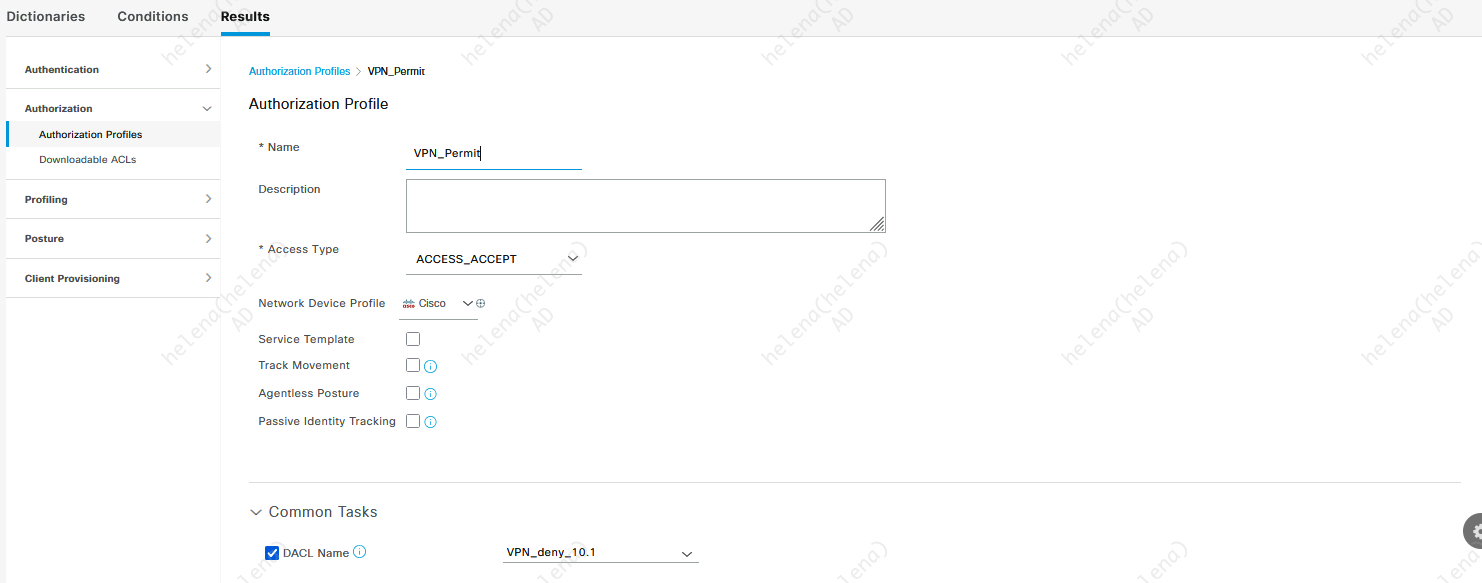 Dictionaries Conditions Results
Authentication
Authorization
Authorization Profiles
Downloadable ACLs
Profiling
Posture
Client Provisioning
Authorization Profiles > VPN_Permit
Authorization Profile
* Name VPN_Permit
Description
* Access Type ACCESS_ACCEPT
Network Device Profile Cisco
Service Template
Track Movement
Agentless Posture
Passive Identity Tracking
Common Tasks
DACL Name VPN_deny_10.1
helena(helena)
AD